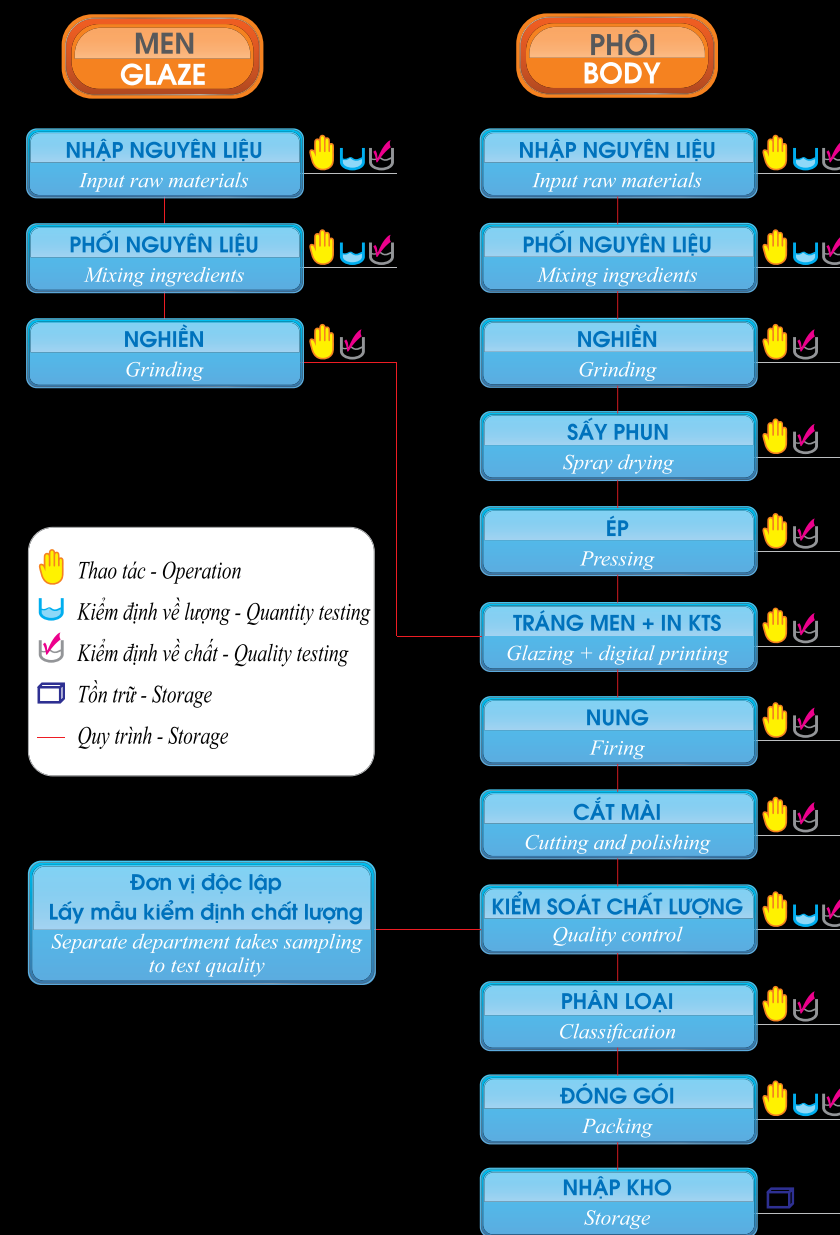 MEN
GLAZE
NHẬP NGUYÊN LIỆU
Input raw materials
PHỐI NGUYÊN LIỆU
Mixing ingredients
NGHIỀN
Grinding
Thao tác - Operation
Kiểm định về lượng - Quantity testing
Kiểm định về chất - Quality testing
Tồn trữ - Storage
Quy trình - Storage
Đơn vị độc lập
Lấy mẫu kiểm định chất lượng
Separate department takes sampling
to test quality
PHÔI
BODY
NHẬP NGUYÊN LIỆU
Input raw materials
PHỐI NGUYÊN LIỆU
Mixing ingredients
NGHIỀN
Grinding
SẤY PHUN
Spray drying
ÉP
Pressing
TRÁNG MEN + IN KTS
Glazing + digital printing
NUNG
Firing
CẮT MÀI
Cutting and polishing
KIỂM SOÁT CHẤT LƯỢNG
Quality control
PHÂN LOẠI
Classification
ĐÓNG GÓI
Packing
NHẬP KHO
Storage